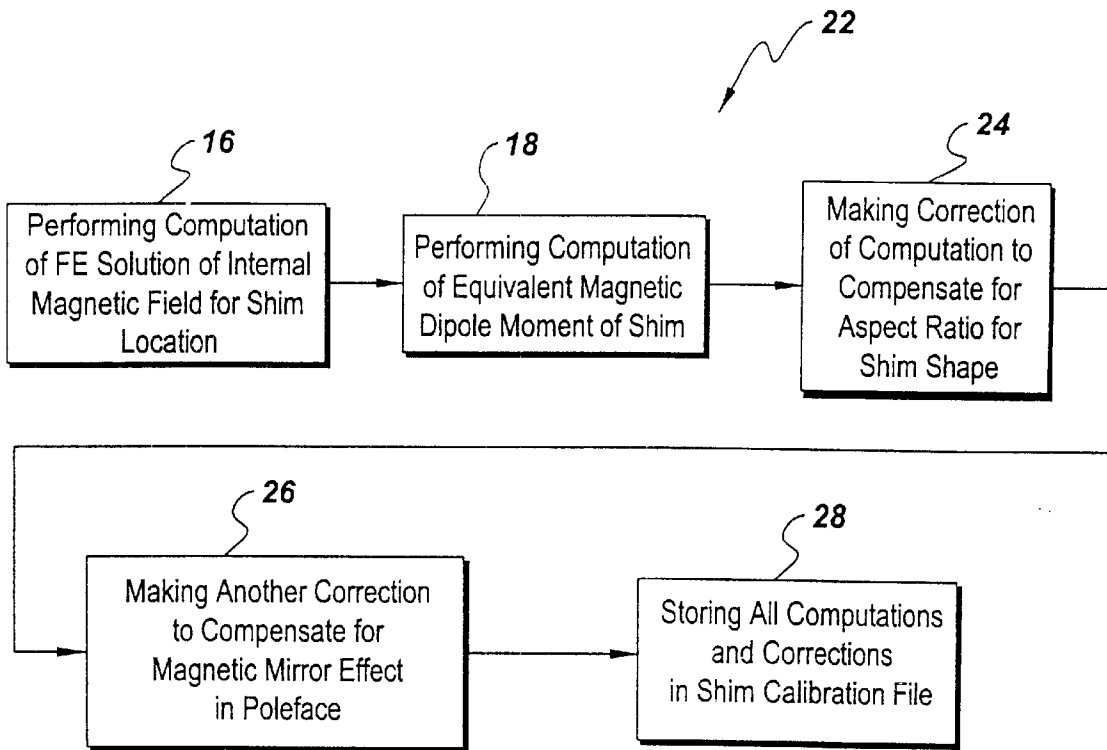 22
16
Performing Computation
of FE Solution of Internal
Magnetic Field for Shim
Location
18
Performing Computation
of Equivalent Magnetic
Dipole Moment of Shim
24
Making Correction
of Computation to
Compensate for
Aspect Ratio for
Shim Shape
26
Making Another Correction
to Compensate for
Magnetic Mirror Effect
in Poleface
28
Storing All Computations
and Corrections
in Shim Calibration File